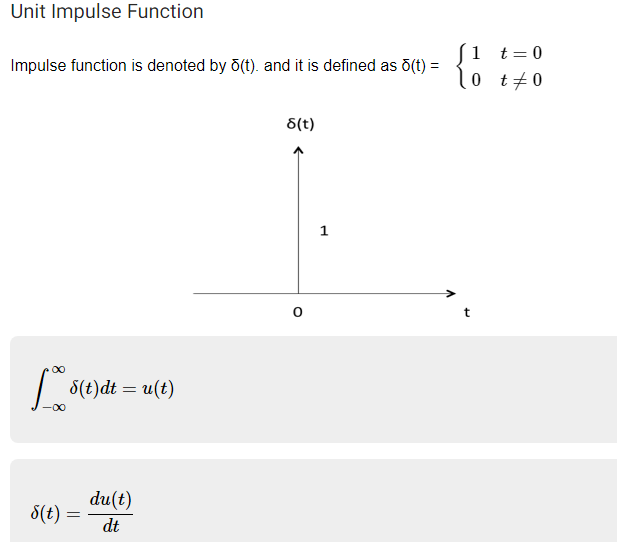 Unit Impulse Function
Impulse function is denoted by δ(t). and it is defined as δ(t) = { 1 t = 0
0 t ≠ 0
δ(t)
1
0
t
∫_{-∞}^{∞} δ(t)dt = u(t)
δ(t) = du(t)/dt